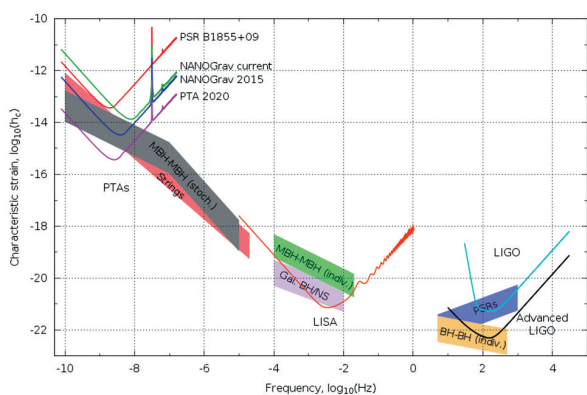 -10
-12
-14
-16
-18
-20
-22
Characteristic strain, log10(hc)
PSR B1855+09
NANOGrav current
NANOGrav 2015
PTA 2020
MBH-MBH (stoch.)
Strings
PTAs
MBH-MBH (indiv.)
Gal. BH/NS
LISA
LIGO
PSRs
Advanced
LIGO
BH-BH (indiv.)
-10 -8 -6 -4 -2 0 2 4
Frequency, log10(Hz)